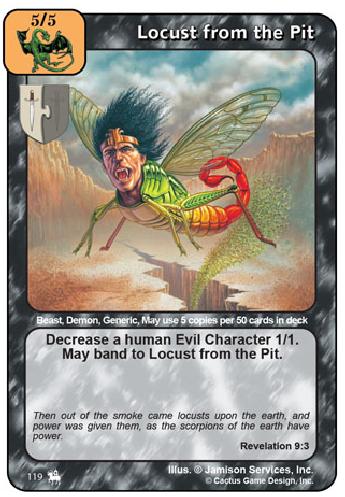 5/5
Locust from the Pit
Beast, Demon, Generic, May use 5 copies per 50 cards in deck
Decrease a human Evil Character 1/1.
May band to Locust from the Pit.
Then out of the smoke came locusts upon the earth, and
power was given them, as the scorpions of the earth have
power.
Revelation 9:3
Illus. © Jamison Services, Inc.
119
© Cactus Game Design, Inc.